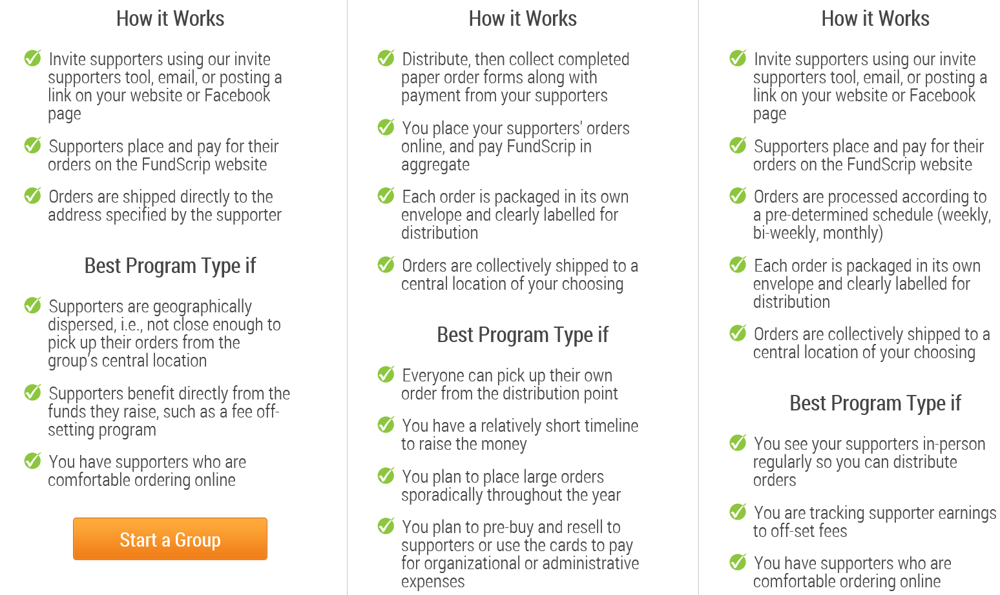 How it Works
Invite supporters using our invite
supporters tool, email, or posting a
link on your website or Facebook
page
Supporters place and pay for their
orders on the FundScrip website
Orders are shipped directly to the
address specified by the supporter
Best Program Type if
Supporters are geographically
dispersed, i.e., not close enough to
pick up their orders from the
group's central location
Supporters benefit directly from the
funds they raise, such as a fee off-
setting program
You have supporters who are
comfortable ordering online
Start a Group
How it Works
Distribute, then collect completed
paper order forms along with
payment from your supporters
You place your supporters' orders
online, and pay FundScrip in
aggregate
Each order is packaged in its own
envelope and clearly labelled for
distribution
Orders are collectively shipped to a
central location of your choosing
Best Program Type if
Everyone can pick up their own
order from the distribution point
You have a relatively short timeline
to raise the money
You plan to place large orders
sporadically throughout the year
You plan to pre-buy and resell to
supporters or use the cards to pay
for organizational or administrative
expenses
How it Works
Invite supporters using our invite
supporters tool, email, or posting a
link on your website or Facebook
page
Supporters place and pay for their
orders on the FundScrip website
Orders are processed according to
a pre-determined schedule (weekly,
bi-weekly, monthly)
Each order is packaged in its own
envelope and clearly labelled for
distribution
Orders are collectively shipped to a
central location of your choosing
Best Program Type if
You see your supporters in-person
regularly so you can distribute
orders
You are tracking supporter earnings
to off-set fees
You have supporters who are
comfortable ordering online